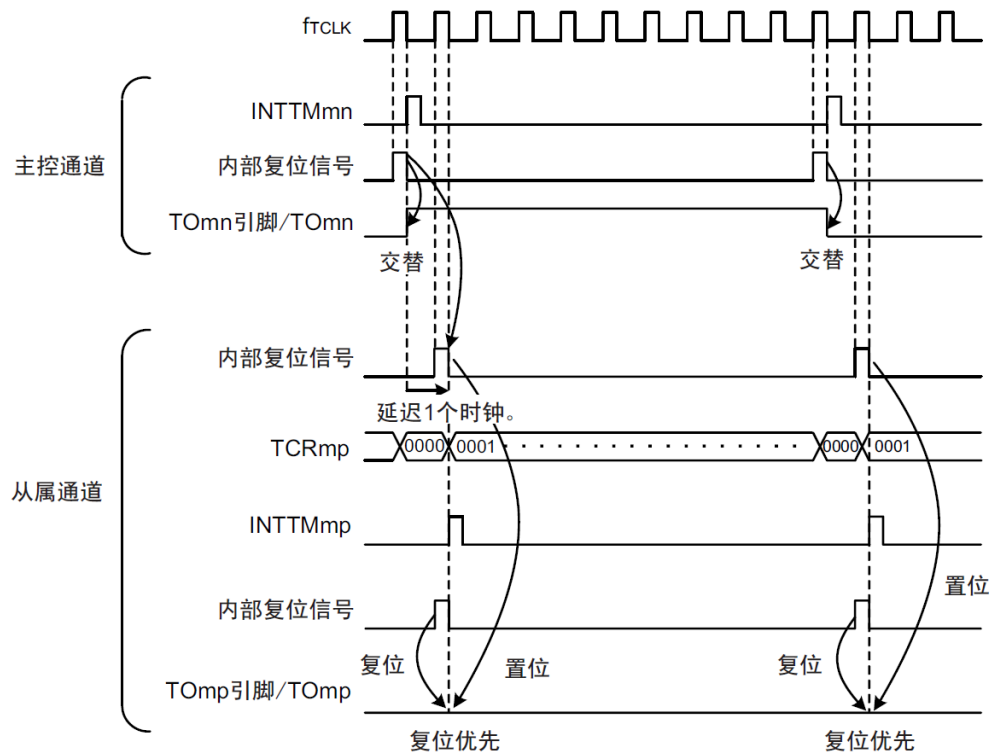 fTCLK
INTTMmn
主控通道
内部复位信号
TOmn引脚/TOmn
交替
交替
内部复位信号
延迟1个时钟。
TCRmp
0000
0001
0000
0001
从属通道
INTTMmp
置位
内部复位信号
复位
置位
复位
TOmp引脚/TOmp
复位优先
复位优先